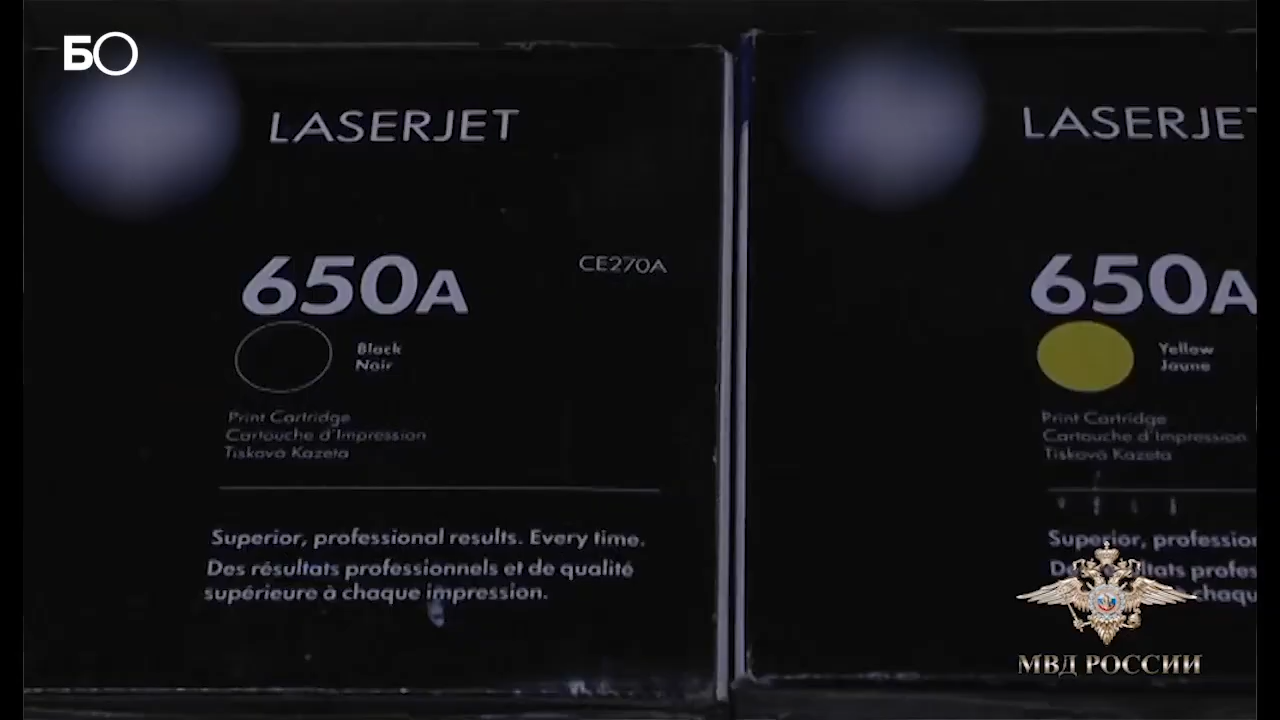 БО
LASERJET
650A
CE270A
Black
Noir
Print Cartridge
Cartouche d'Impression
Tisková Kazeta
Superior, professional results. Every time.
Des résultats professionnels et de qualité
supérieure à chaque impression.
LASERJET
650A
Yellow
Jaune
Print Cartridge
Cartouche d'Impression
Tisková Kazeta
Superior, profession
chaqu
МВД РОССИИ